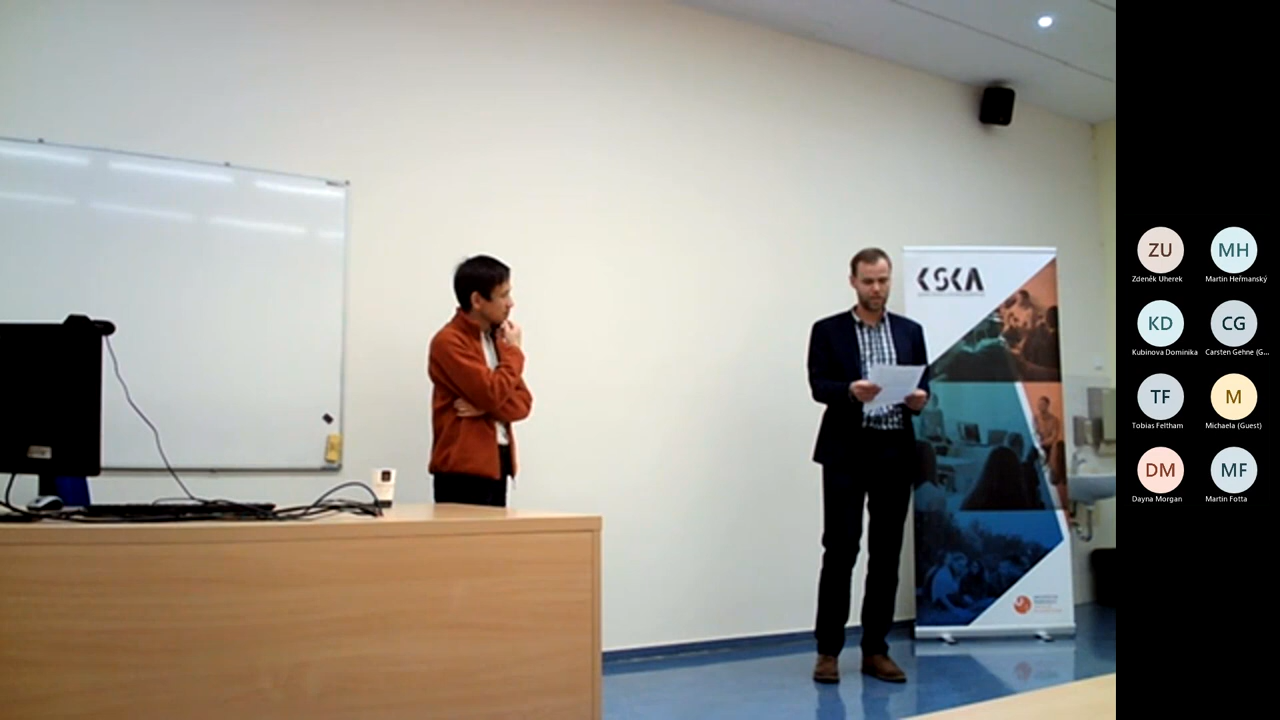 KSKA
ZU
MH
Zdeněk Uherek
Martin Heřmanský
KD
CG
Kubinova Dominika
Carsten Gehne (G...
TF
M
Tobias Feltham
Michaela (Guest)
DM
MF
Dayna Morgan
Martin Fotta